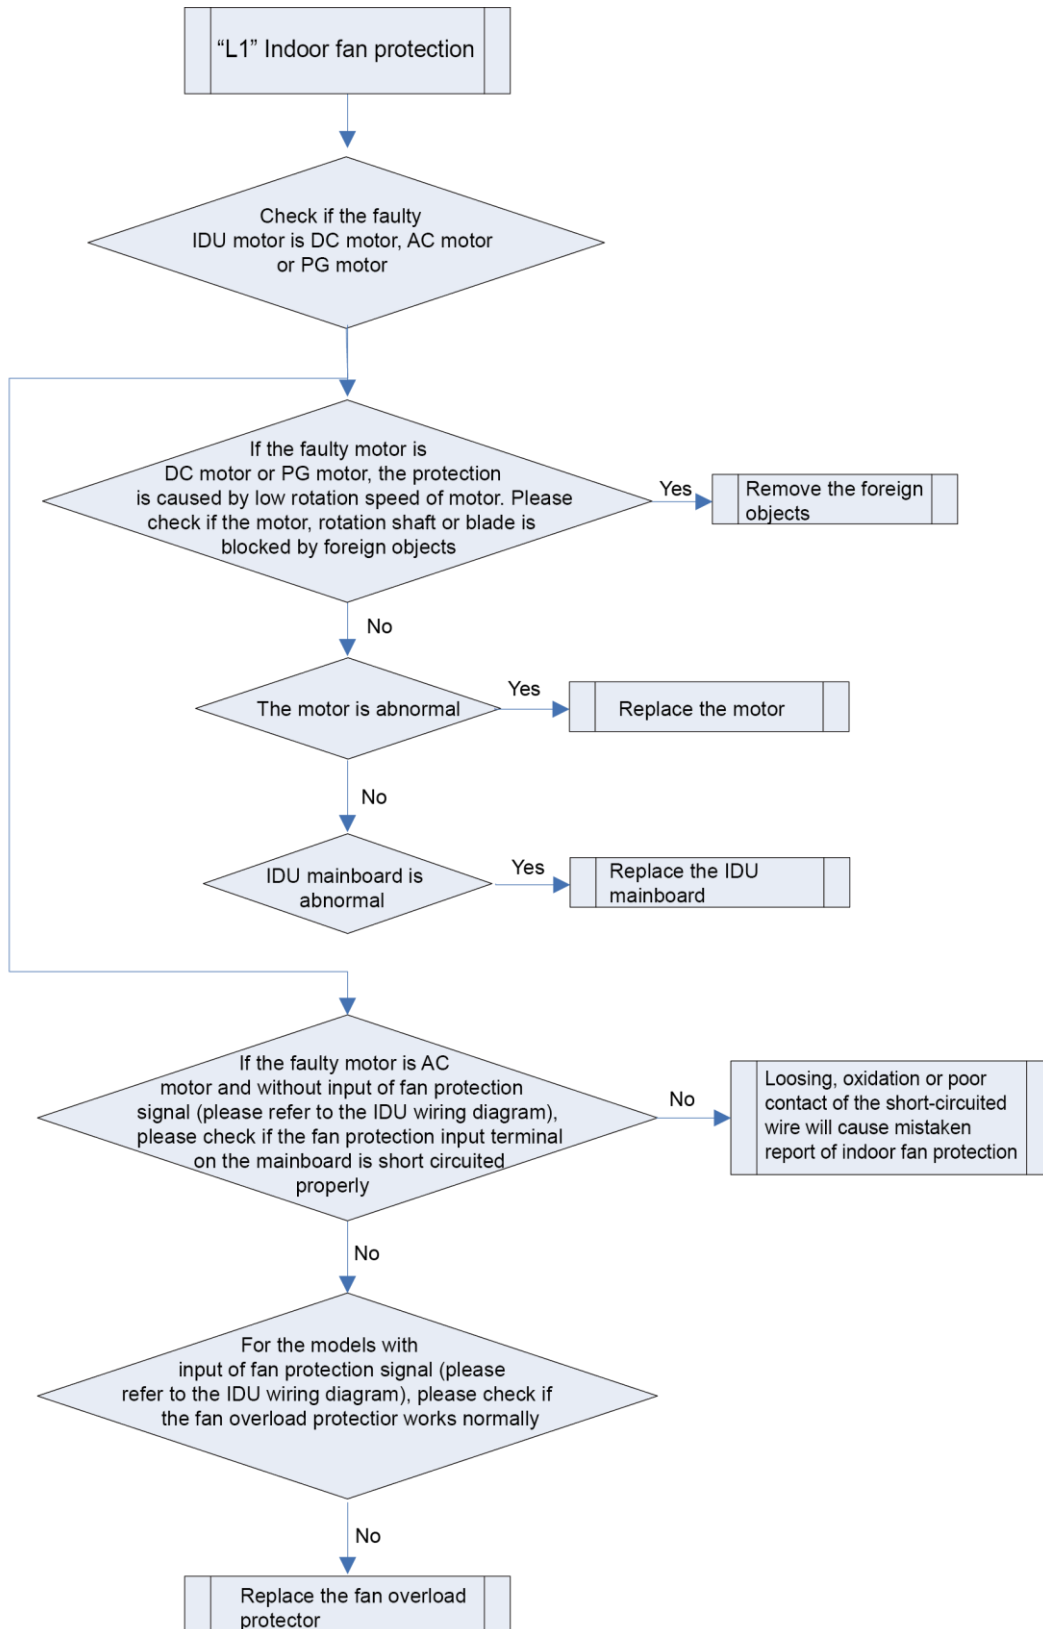 “L1” Indoor fan protection
Check if the faulty
IDU motor is DC motor, AC motor
or PG motor
If the faulty motor is
DC motor or PG motor, the protection
is caused by low rotation speed of motor. Please
check if the motor, rotation shaft or blade is
blocked by foreign objects
Yes
Remove the foreign
objects
No
The motor is abnormal
Yes
Replace the motor
No
IDU mainboard is
abnormal
Yes
Replace the IDU
mainboard
If the faulty motor is AC
motor and without input of fan protection
signal (please refer to the IDU wiring diagram),
please check if the fan protection input terminal
on the mainboard is short circuited
properly
No
Loosing, oxidation or poor
contact of the short-circuited
wire will cause mistaken
report of indoor fan protection
No
For the models with
input of fan protection signal (please
refer to the IDU wiring diagram), please check if
the fan overload protectior works normally
No
Replace the fan overload
protector